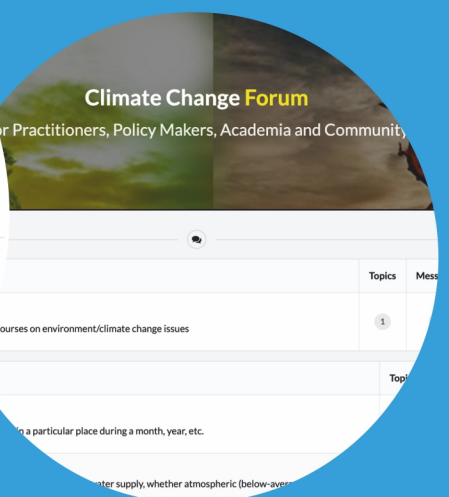 Climate Change Forum
r Practitioners, Policy Makers, Academia and Community
Topics Mess
1
ourses on environment/climate change issues
Topi
in a particular place during a month, year, etc.
ater supply, whether atmospheric (below-aver